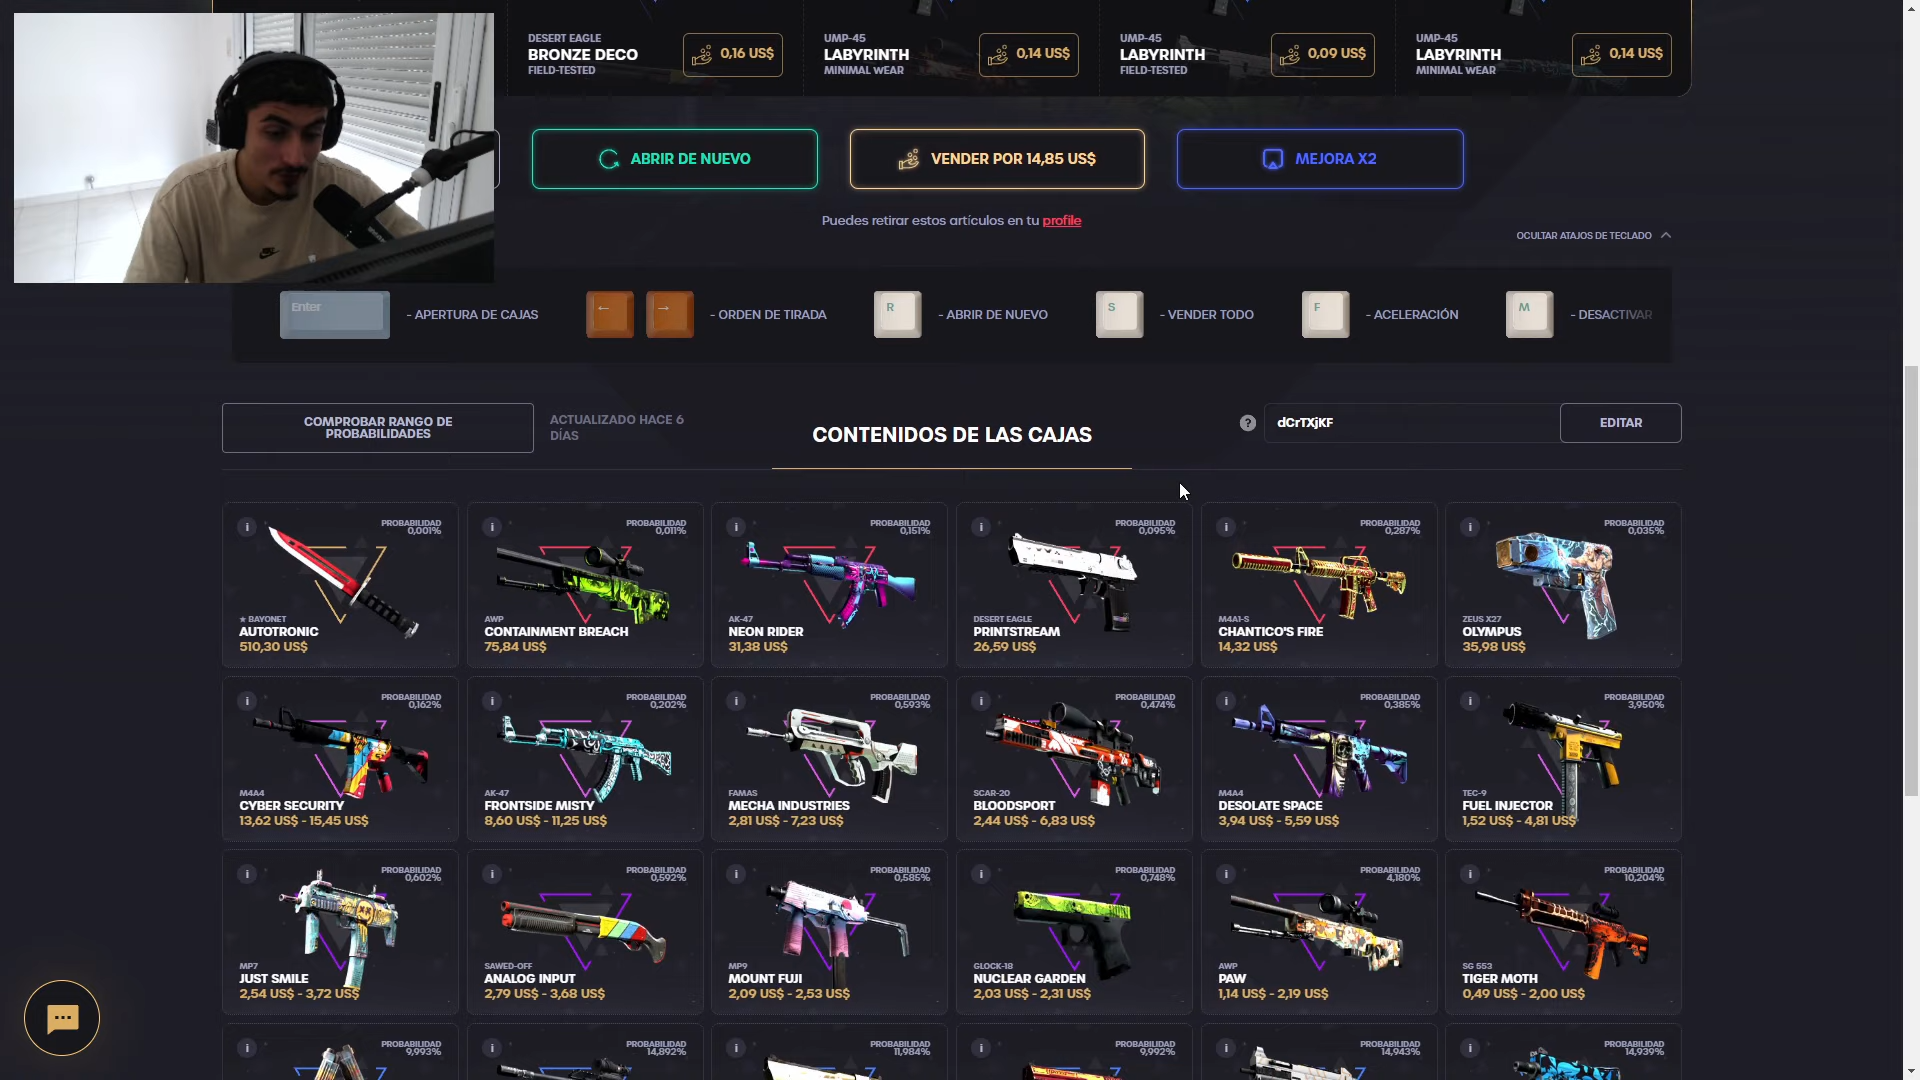 DESERT EAGLE
BRONZE DECO
FIELD-TESTED
0,16 US$
UMP-45
LABYRINTH
MINIMAL WEAR
0,14 US$
UMP-45
LABYRINTH
FIELD-TESTED
0,09 US$
UMP-45
LABYRINTH
MINIMAL WEAR
0,14 US$
ABRIR DE NUEVO
VENDER POR 14,85 US$
MEJORA X2
Puedes retirar estos artículos en tu profile
OCULTAR ATAJOS DE TECLADO
Enter
- APERTURA DE CAJAS
←
→
- ORDEN DE TIRADA
R
- ABRIR DE NUEVO
S
- VENDER TODO
F
- ACELERACIÓN
M
- DESACTIVAR
COMPROBAR RANGO DE
PROBABILIDADES
ACTUALIZADO HACE 6
DÍAS
CONTENIDOS DE LAS CAJAS
?
dCrTXjKF
EDITAR
i
PROBABILIDAD
0,001%
★ BAYONET
AUTOTRONIC
510,30 US$
i
PROBABILIDAD
0,011%
AWP
CONTAINMENT BREACH
75,84 US$
i
PROBABILIDAD
0,151%
AK-47
NEON RIDER
31,38 US$
i
PROBABILIDAD
0,095%
DESERT EAGLE
PRINTSTREAM
26,59 US$
i
PROBABILIDAD
0,287%
M4A1-S
CHANTICO'S FIRE
14,32 US$
i
PROBABILIDAD
0,035%
ZEUS X27
OLYMPUS
35,98 US$
i
PROBABILIDAD
0,162%
M4A4
CYBER SECURITY
13,62 US$ - 15,45 US$
i
PROBABILIDAD
0,202%
AK-47
FRONTSIDE MISTY
8,60 US$ - 11,25 US$
i
PROBABILIDAD
0,593%
FAMAS
MECHA INDUSTRIES
2,81 US$ - 7,23 US$
i
PROBABILIDAD
0,474%
SCAR-20
BLOODSPORT
2,44 US$ - 6,83 US$
i
PROBABILIDAD
0,385%
M4A4
DESOLATE SPACE
3,94 US$ - 5,59 US$
i
PROBABILIDAD
3,950%
TEC-9
FUEL INJECTOR
1,52 US$ - 4,81 US$
i
PROBABILIDAD
0,602%
MP7
JUST SMILE
2,54 US$ - 3,72 US$
i
PROBABILIDAD
0,592%
SAWED-OFF
ANALOG INPUT
2,79 US$ - 3,68 US$
i
PROBABILIDAD
0,585%
MP9
MOUNT FUJI
2,09 US$ - 2,53 US$
i
PROBABILIDAD
0,748%
GLOCK-18
NUCLEAR GARDEN
2,03 US$ - 2,31 US$
i
PROBABILIDAD
4,180%
AWP
PAW
1,14 US$ - 2,19 US$
i
PROBABILIDAD
10,204%
SG 553
TIGER MOTH
0,49 US$ - 2,00 US$
i
PROBABILIDAD
9,993%
i
PROBABILIDAD
14,892%
i
PROBABILIDAD
11,984%
i
PROBABILIDAD
9,992%
i
PROBABILIDAD
14,943%
i
PROBABILIDAD
14,939%